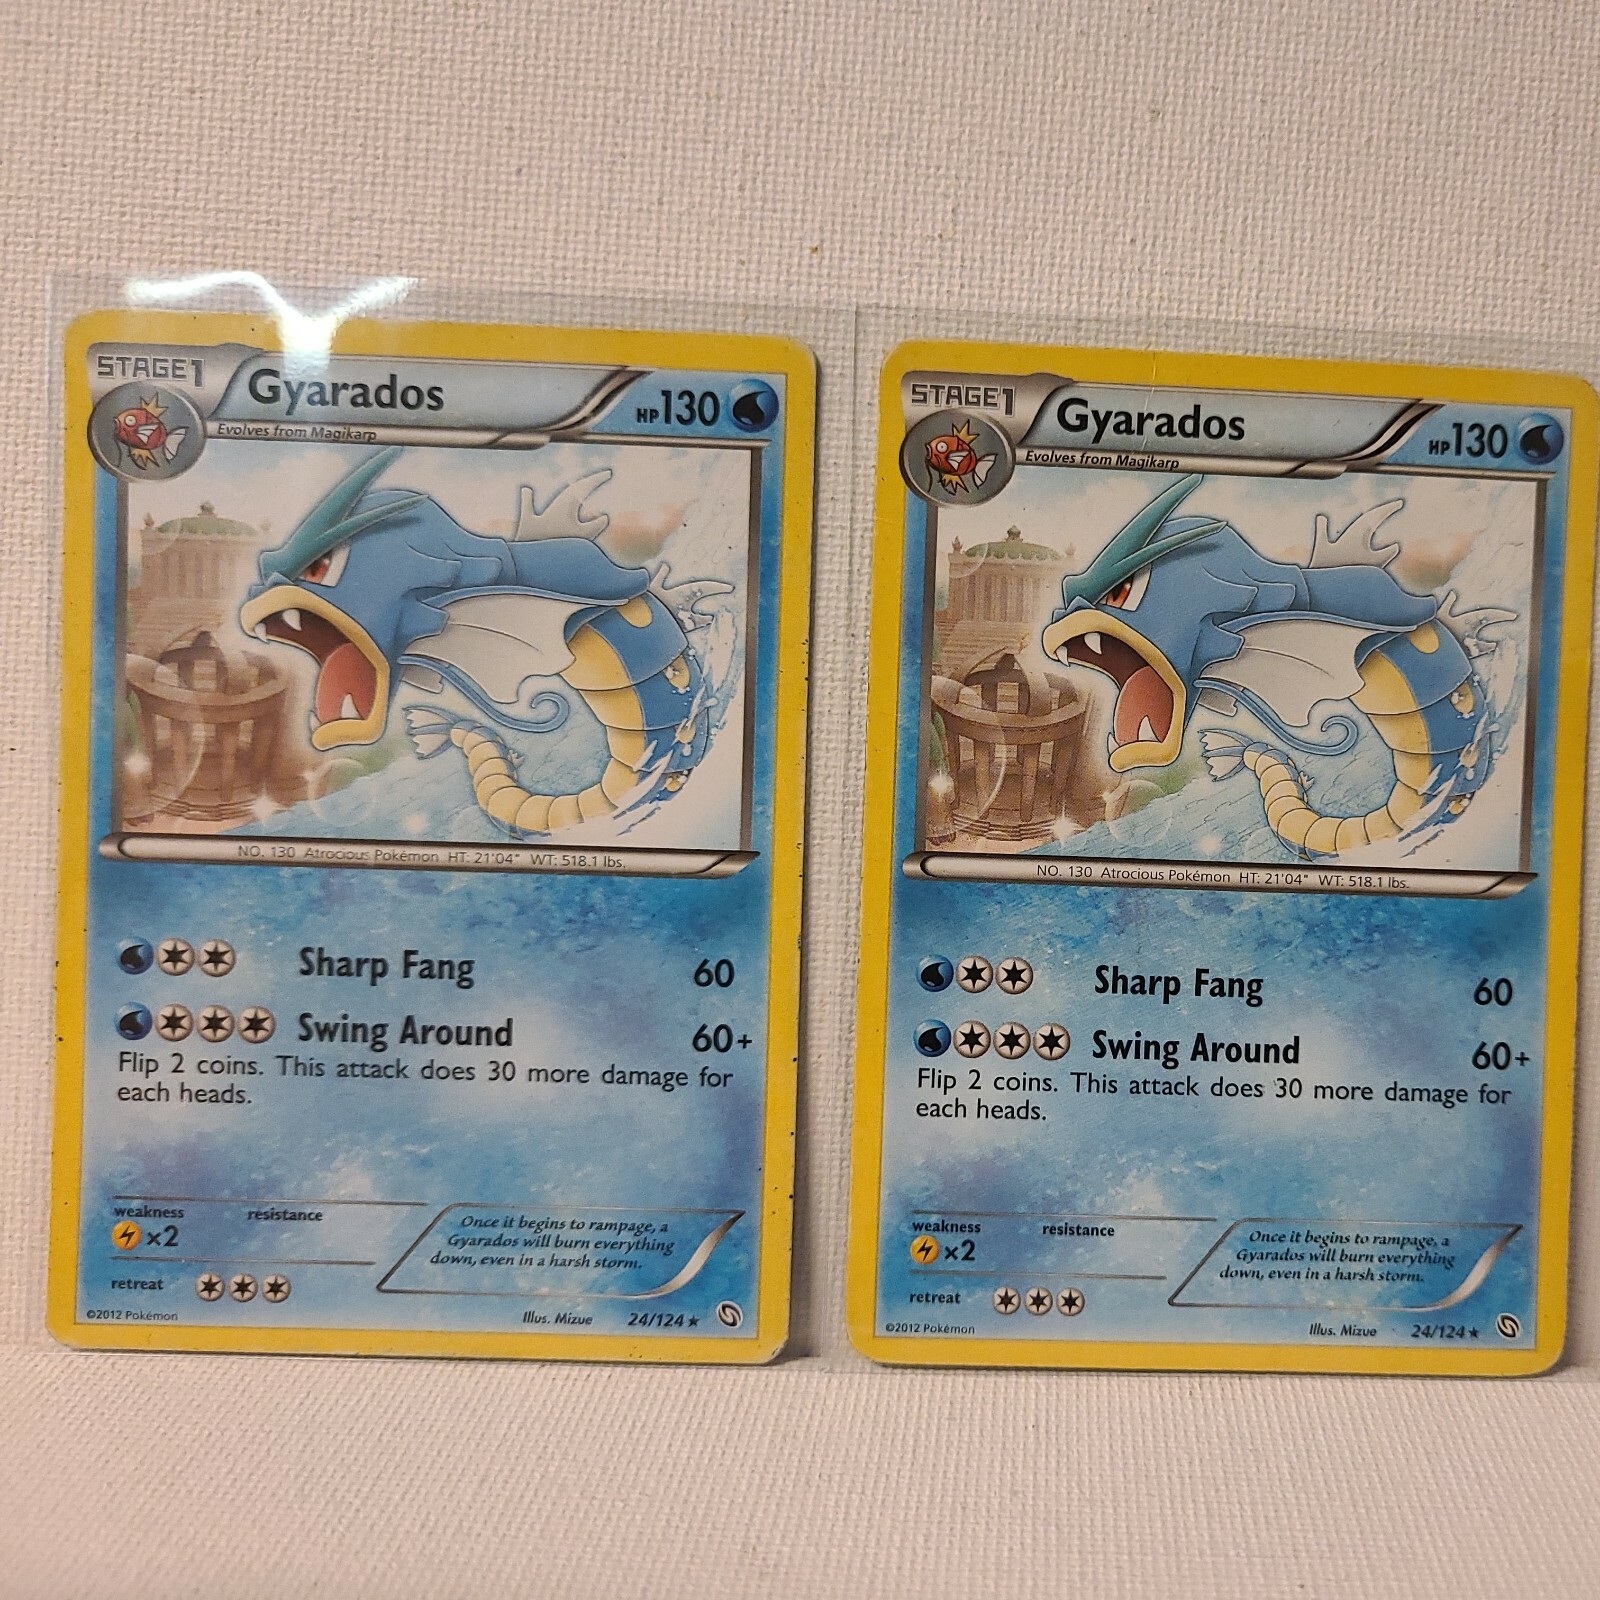 STAGE1
Gyarados
HP130
Evolves from Magikarp
NO. 130 Atrocious Pokémon HT: 21'04" WT: 518.1 lbs.
Sharp Fang 60
Swing Around 60+
Flip 2 coins. This attack does 30 more damage for
each heads.
weakness resistance
×2
Once it begins to rampage, a
Gyarados will burn everything
down, even in a harsh storm.
retreat
©2012 Pokémon Illus. Mizue 24/124 ★
STAGE1
Gyarados
HP130
Evolves from Magikarp
NO. 130 Atrocious Pokémon HT: 21'04" WT: 518.1 lbs.
Sharp Fang 60
Swing Around 60+
Flip 2 coins. This attack does 30 more damage for
each heads.
weakness resistance
×2
Once it begins to rampage, a
Gyarados will burn everything
down, even in a harsh storm.
retreat
©2012 Pokémon Illus. Mizue 24/124 ★